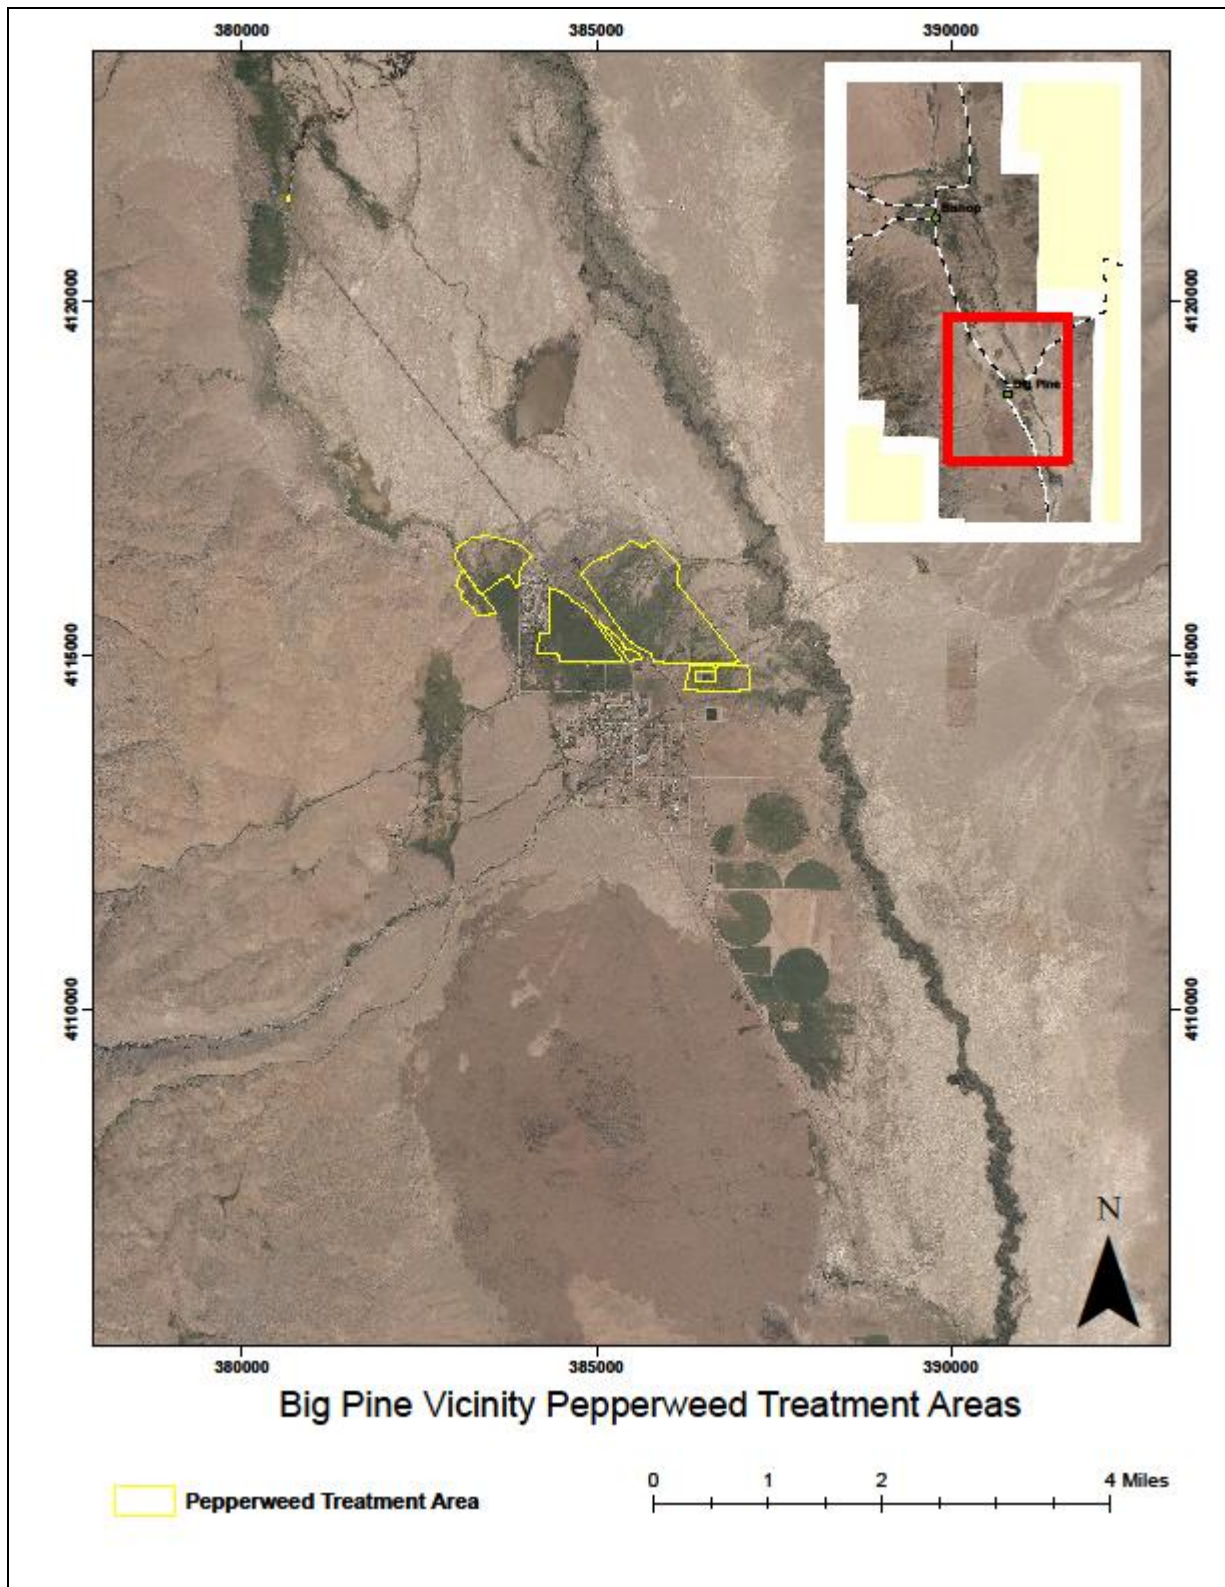 380000 385000 390000
Bishop
Big Pine
4120000 4120000
4115000 4115000
4110000 4110000
N
380000 385000 390000
Big Pine Vicinity Pepperweed Treatment Areas
0 1 2 4 Miles
Pepperweed Treatment Area